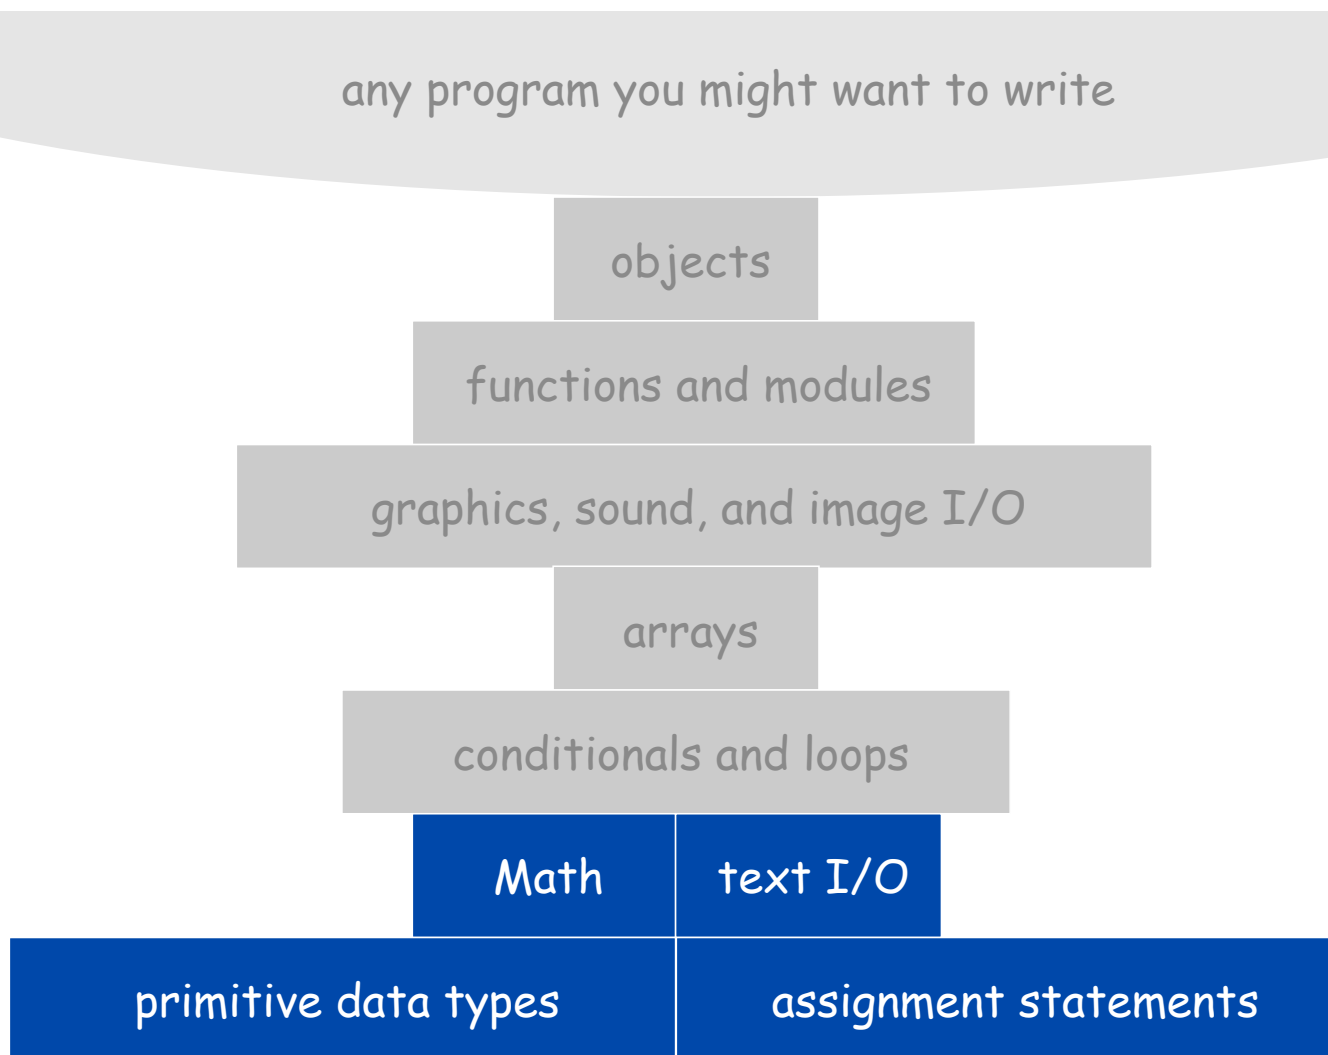 any program you might want to write
objects
functions and modules
graphics, sound, and image I/O
arrays
conditionals and loops
Math
text I/O
primitive data types
assignment statements